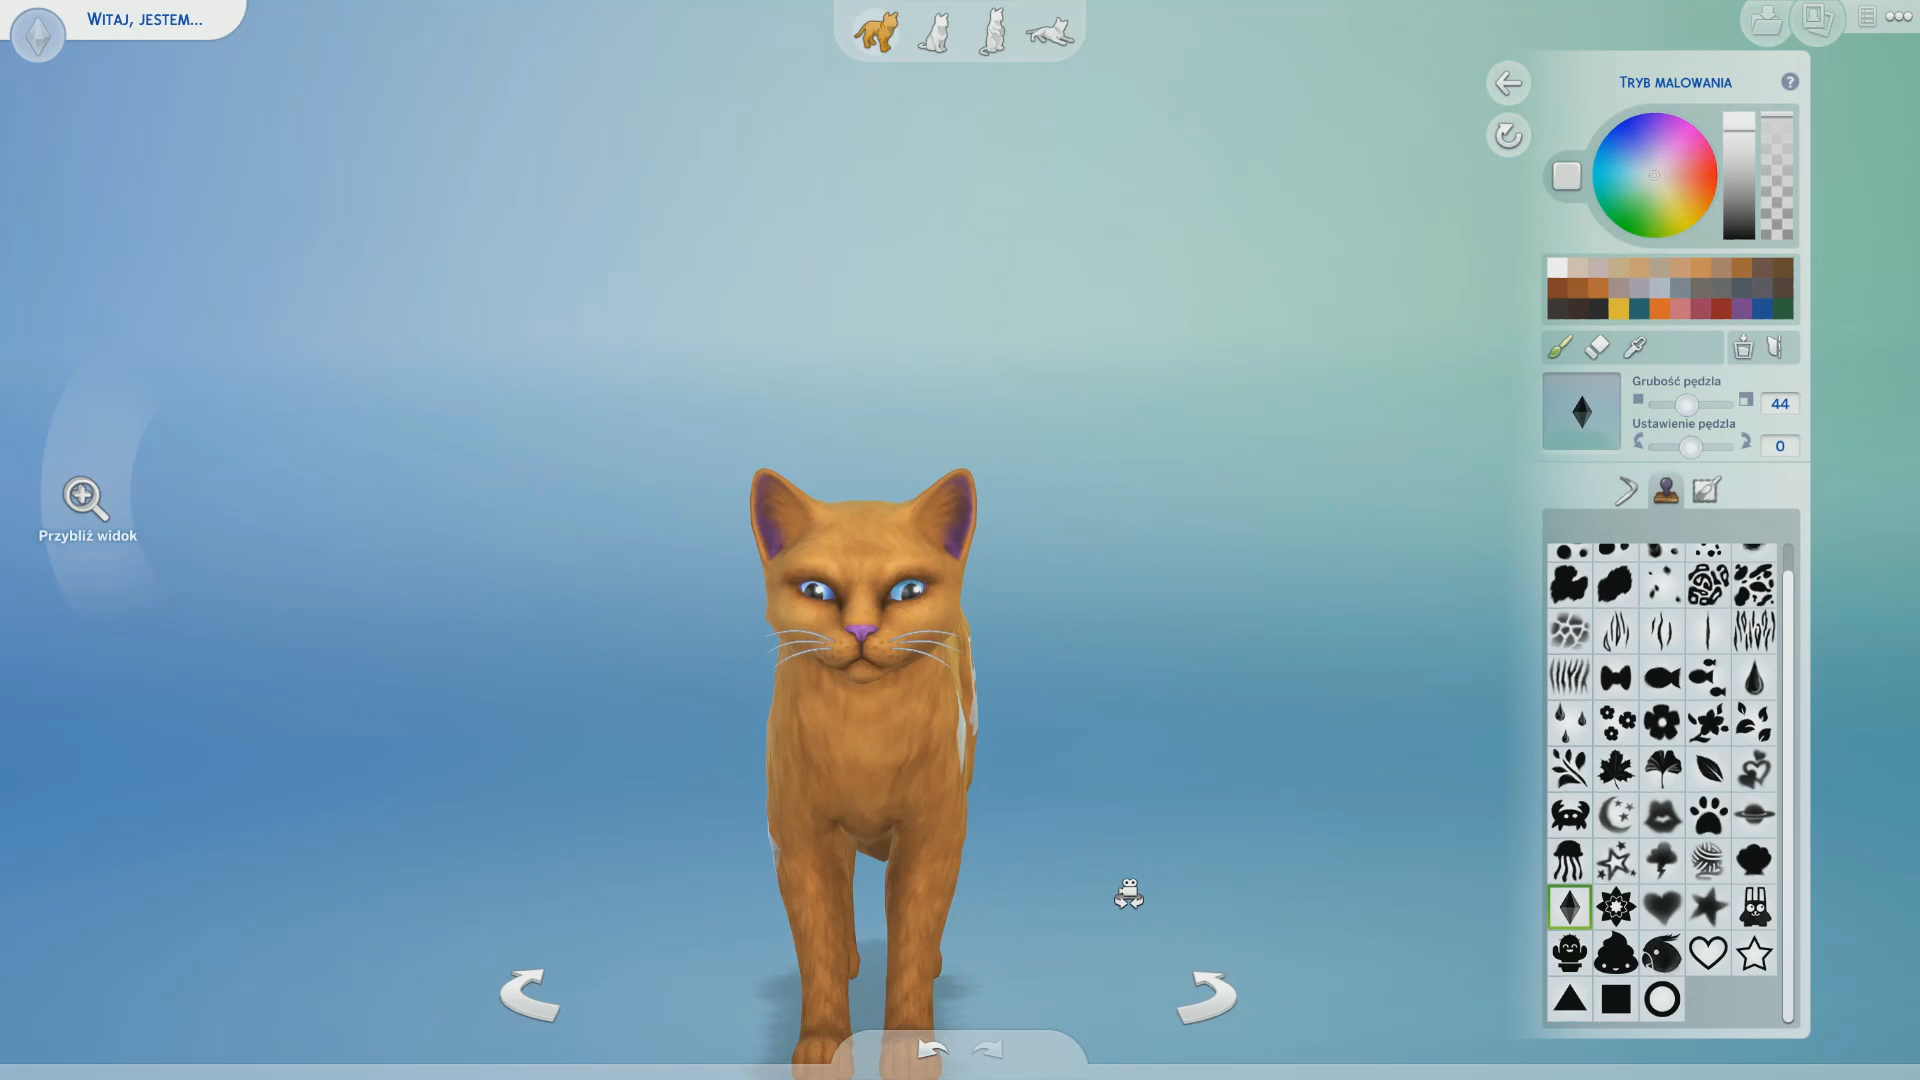 Witaj, jestem...
Tryb malowania
?
Grubość pędzla
44
Ustawienie pędzla
0
Przybliż widok